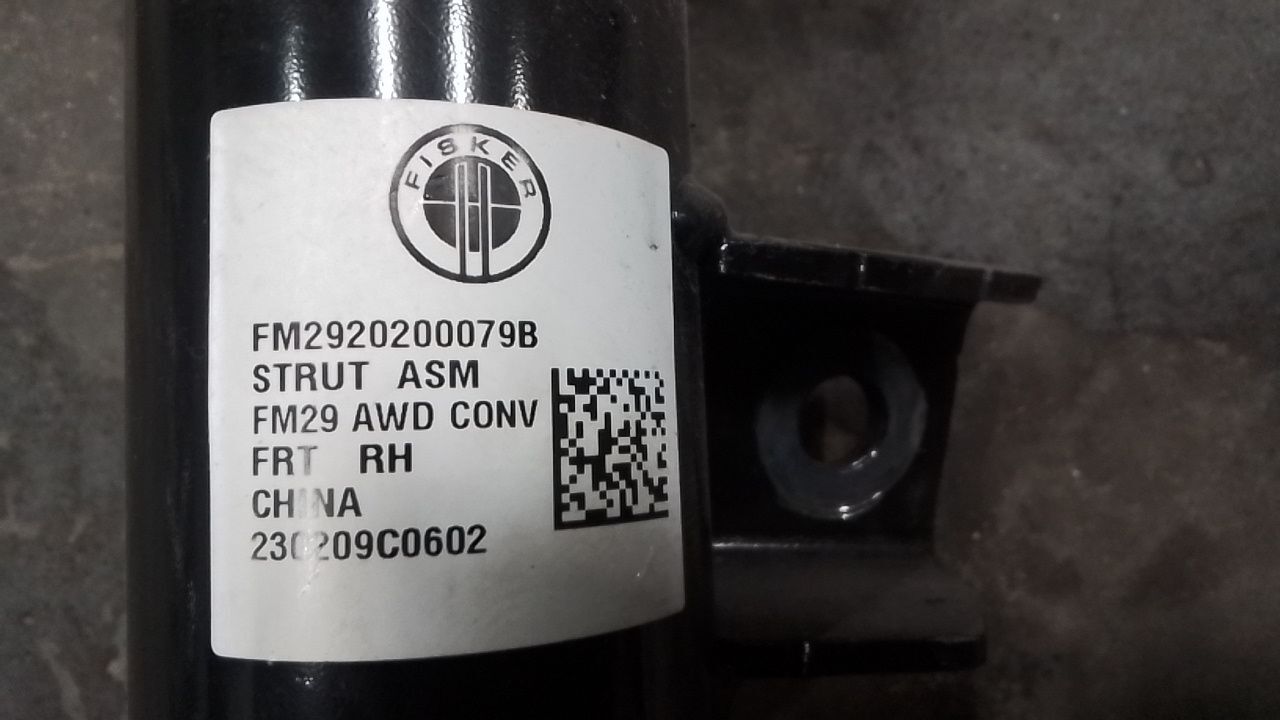 FISKER
FM2920200079B
STRUT ASM
FM29 AWD CONV
FRT RH
CHINA
230209C0602